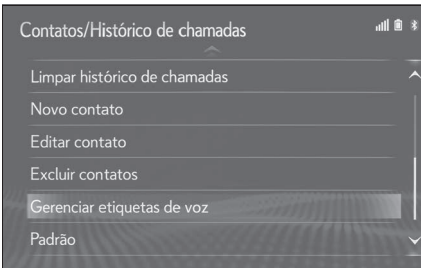 Contatos/Histórico de chamadas
Limpar histórico de chamadas
Novo contato
Editar contato
Excluir contatos
Gerenciar etiquetas de voz
Padrão